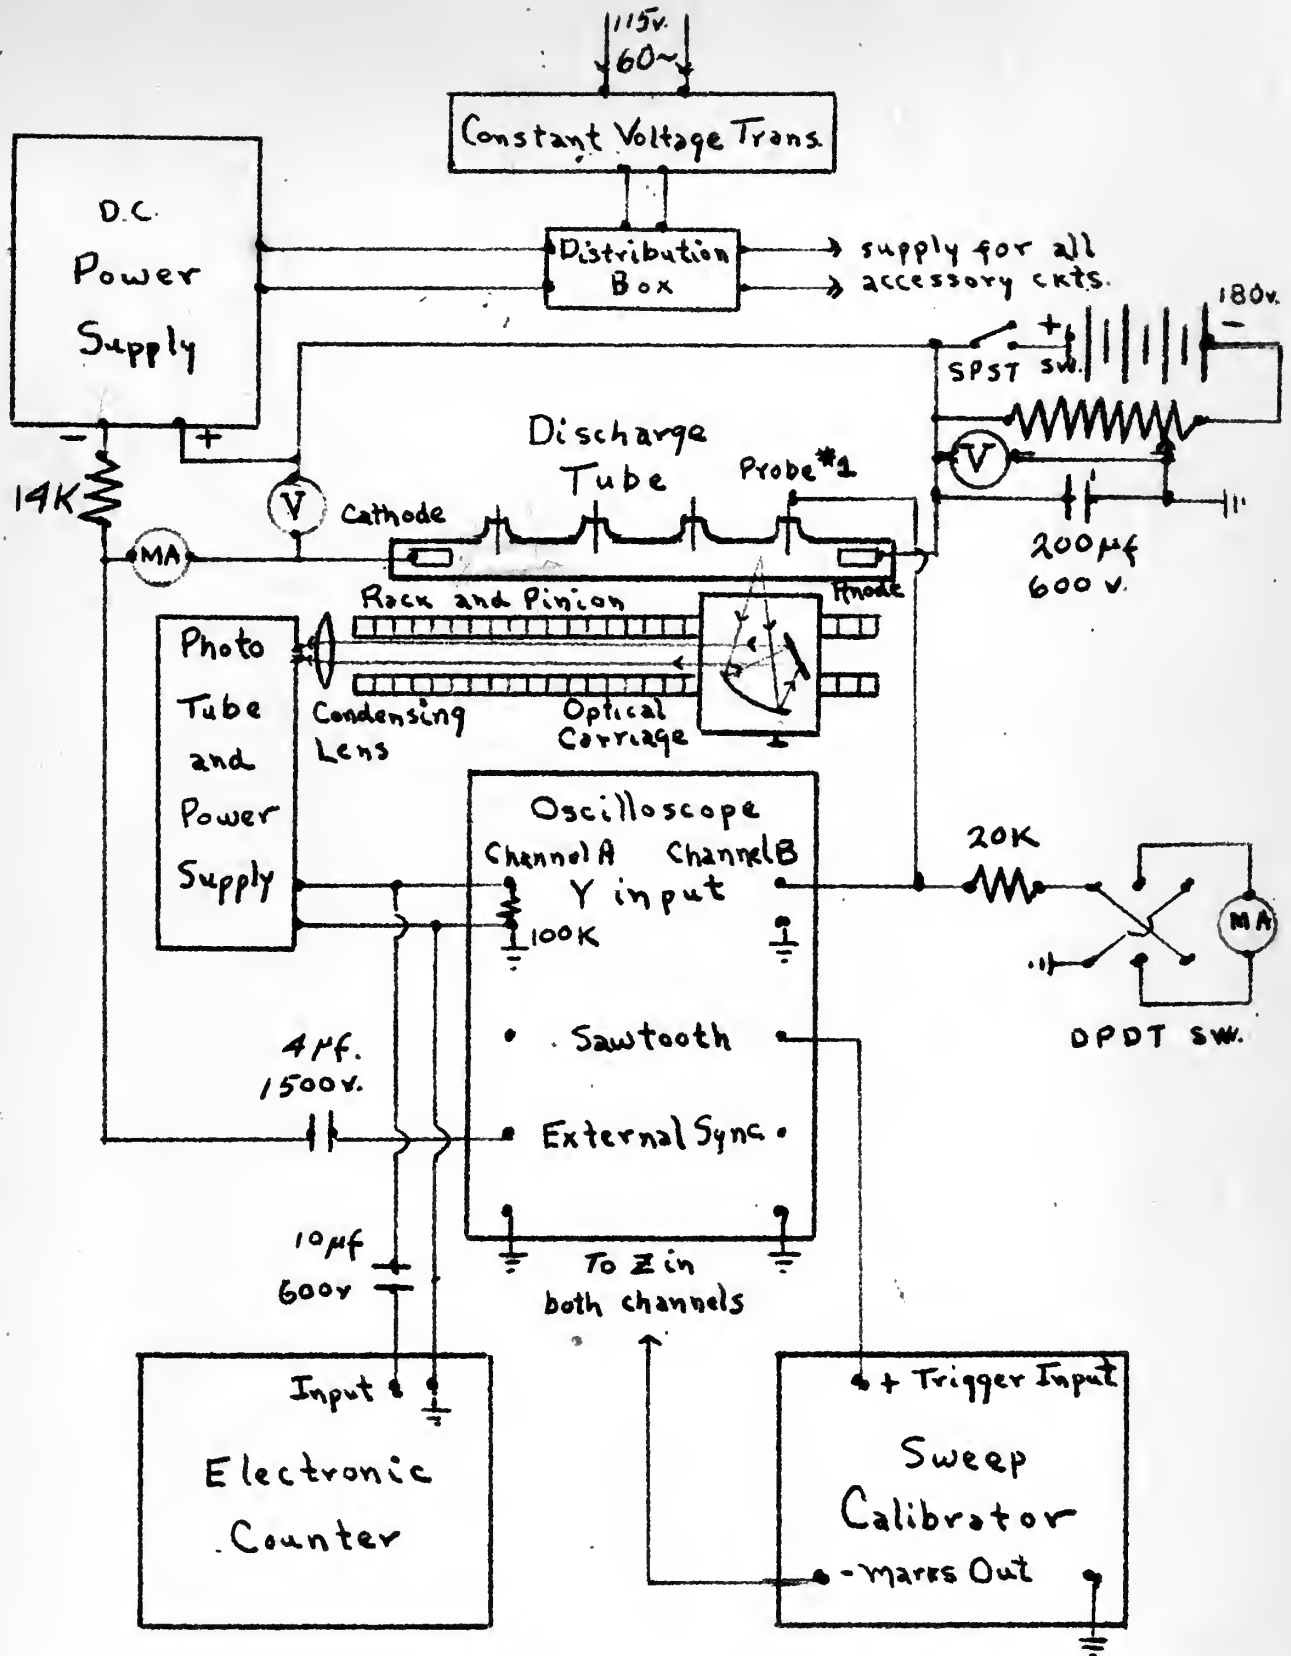 115v.
60~
Constant Voltage Trans.
D.C.
Power
Supply
- +
Distribution
Box
supply for all
accessory ckts.
180v.
+ -
SPST sw.
Discharge
Tube
Probe #1
14K
V
V
Cathode
MA
200μf
600 v.
Anode
Rack and Pinion
Photo
Tube
and
Power
Supply
Condensing
Lens
Optical
Carriage
Oscilloscope
Channel A Channel B
Y input
100K
20K
MA
DPDT sw.
Sawtooth
4μf.
1500v.
External Sync.
10μf
600v
To Z in
both channels
Input
Electronic
Counter
+ Trigger Input
Sweep
Calibrator
- Marks Out